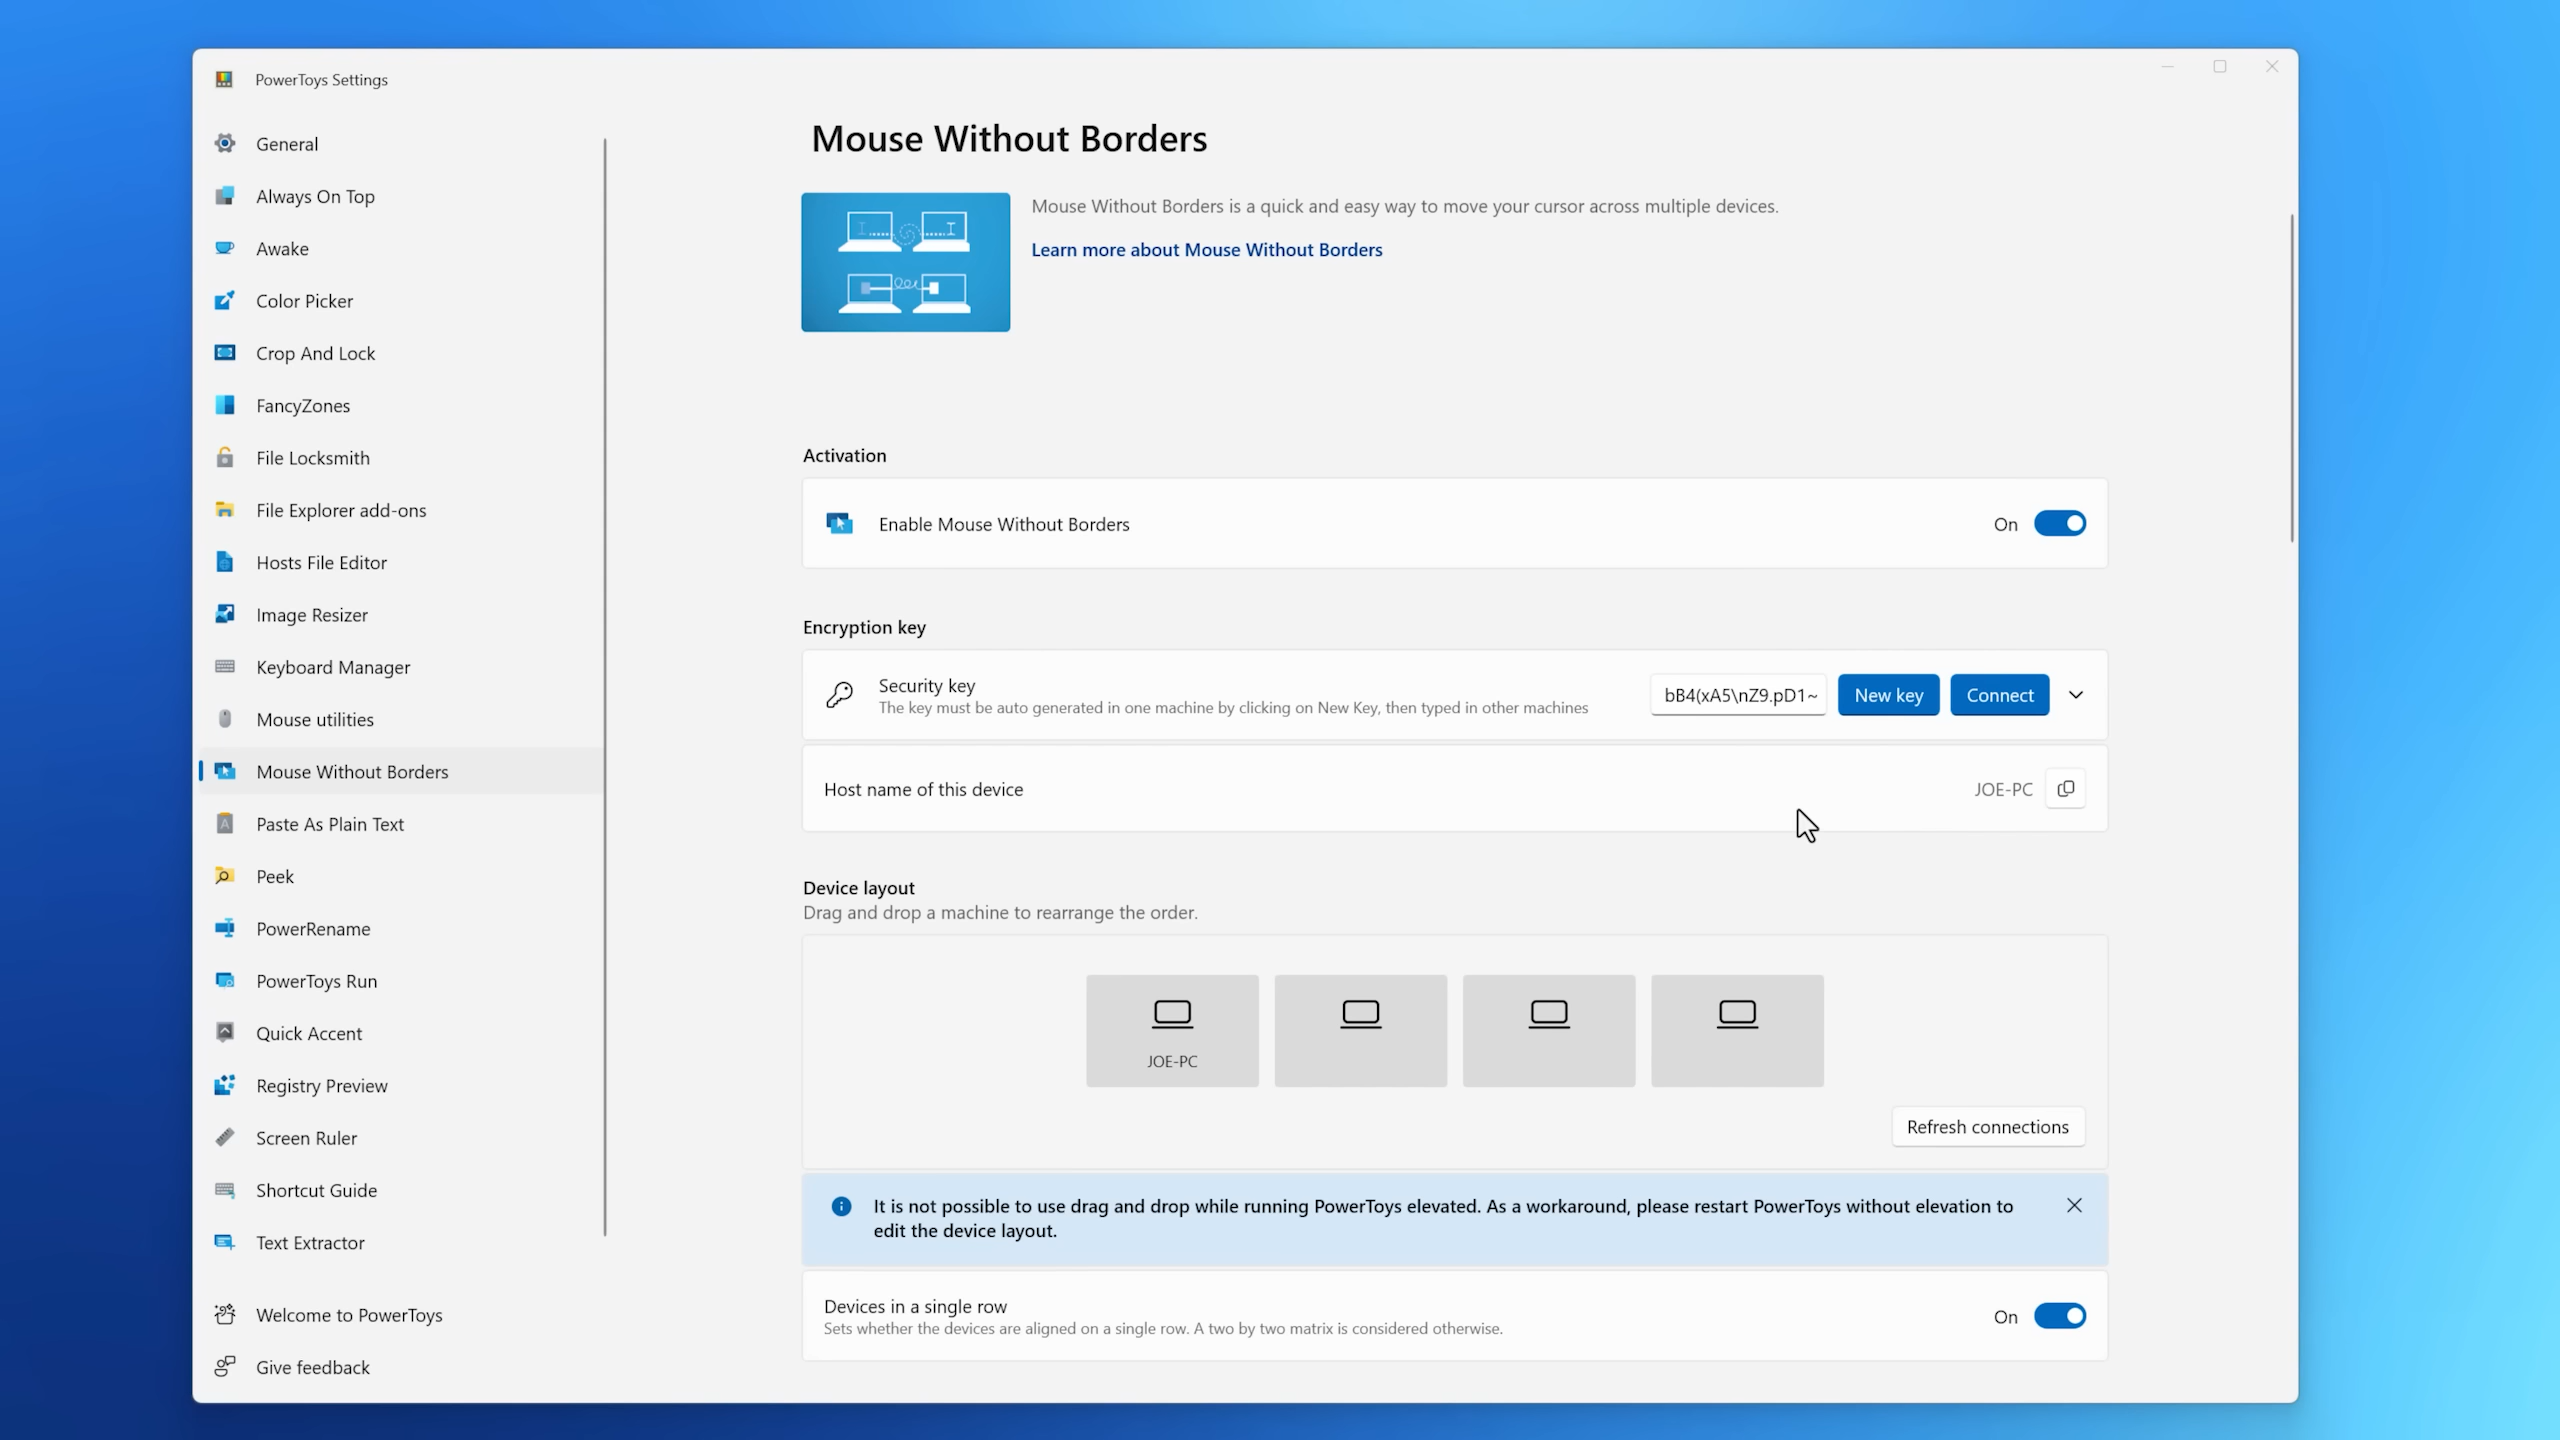 PowerToys Settings
General
Always On Top
Awake
Color Picker
Crop And Lock
FancyZones
File Locksmith
File Explorer add-ons
Hosts File Editor
Image Resizer
Keyboard Manager
Mouse utilities
Mouse Without Borders
Paste As Plain Text
Peek
PowerRename
PowerToys Run
Quick Accent
Registry Preview
Screen Ruler
Shortcut Guide
Text Extractor
Welcome to PowerToys
Give feedback
Mouse Without Borders
Mouse Without Borders is a quick and easy way to move your cursor across multiple devices.
Learn more about Mouse Without Borders
Activation
Enable Mouse Without Borders
On
Encryption key
Security key
The key must be auto generated in one machine by clicking on New Key, then typed in other machines
bB4(xA5\nZ9.pD1~
New key
Connect
Host name of this device
JOE-PC
Device layout
Drag and drop a machine to rearrange the order.
JOE-PC
Refresh connections
It is not possible to use drag and drop while running PowerToys elevated. As a workaround, please restart PowerToys without elevation to
edit the device layout.
Devices in a single row
Sets whether the devices are aligned on a single row. A two by two matrix is considered otherwise.
On